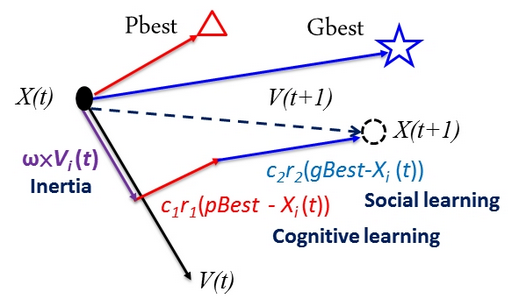 Pbest
Gbest
X(t)
V(t+1)
X(t+1)
ω×Vᵢ(t)
Inertia
c₂r₂(gBest-Xᵢ (t))
c₁r₁(pBest - Xᵢ(t))
Social learning
Cognitive learning
V(t)